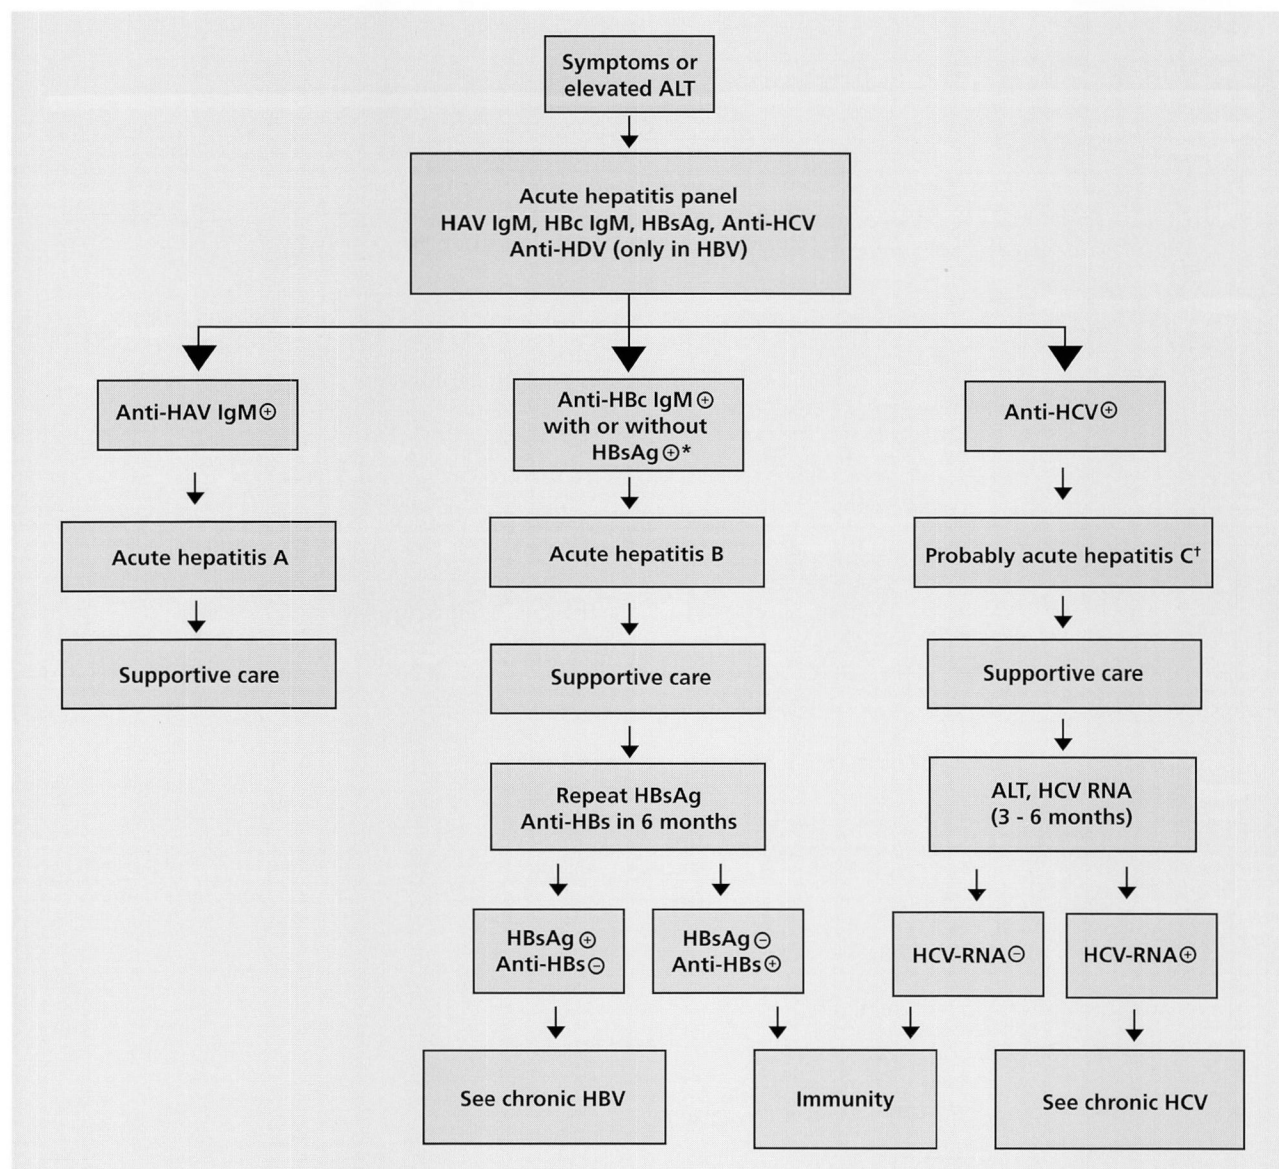 Symptoms or
elevated ALT
Acute hepatitis panel
HAV IgM, HBc IgM, HBsAg, Anti-HCV
Anti-HDV (only in HBV)
Anti-HAV IgM⊕
Anti-HBc IgM⊕
with or without
HBsAg⊕*
Anti-HCV⊕
Acute hepatitis A
Acute hepatitis B
Probably acute hepatitis C†
Supportive care
Supportive care
Supportive care
Repeat HBsAg
Anti-HBs in 6 months
ALT, HCV RNA
(3 - 6 months)
HBsAg⊕
Anti-HBs⊖
HBsAg⊖
Anti-HBs⊕
HCV-RNA⊖
HCV-RNA⊕
See chronic HBV
Immunity
See chronic HCV